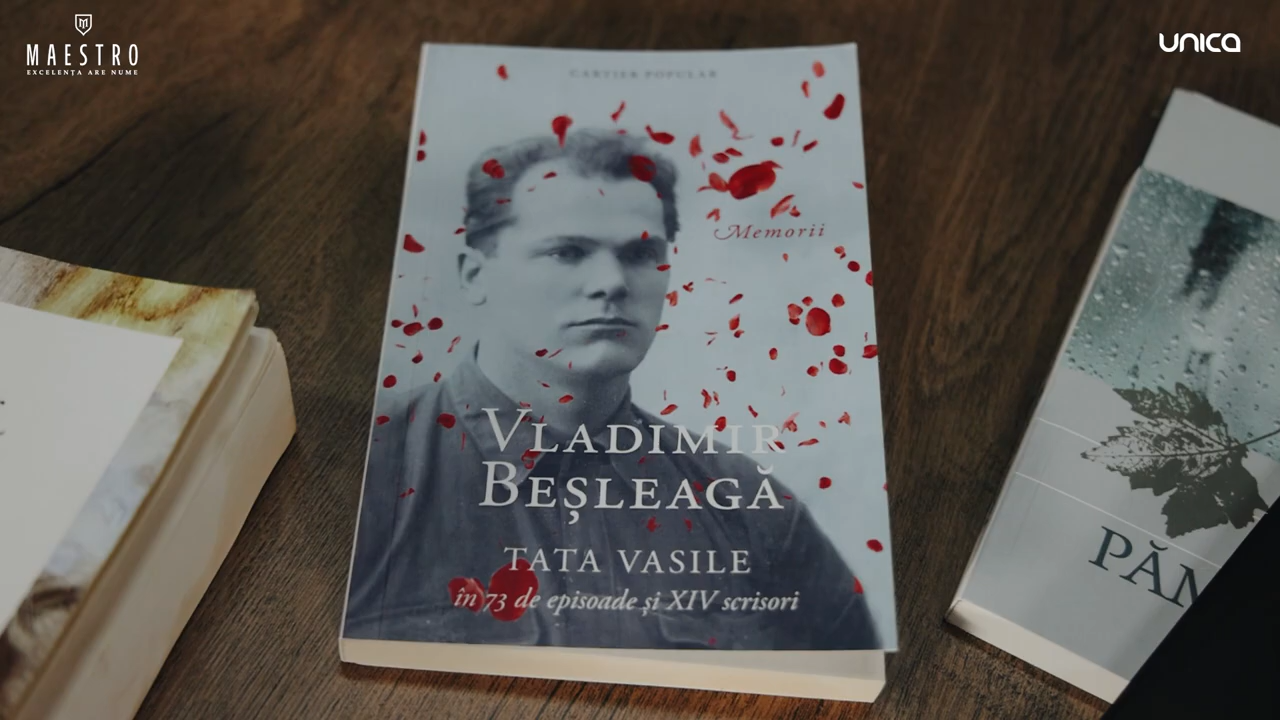 MAESTRO
EXCELENȚA ARE NUME
unica
CARTIER POPULAR
Memorii
VLADIMIR
BEȘLEAGĂ
TATA VASILE
în 73 de episoade și XIV scrisori